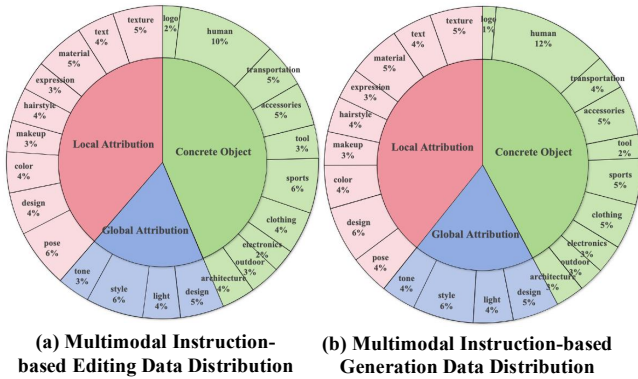 logo
2%
human
10%
transportation
5%
accessories
5%
tool
3%
sports
6%
clothing
4%
electronics
2%
outdoor
3%
architecture
4%
design
5%
light
4%
style
6%
tone
3%
pose
6%
design
4%
color
4%
makeup
3%
hairstyle
4%
expression
3%
material
5%
text
4%
texture
5%
Local Attribution
Concrete Object
Global Attribution
(a) Multimodal Instruction-
based Editing Data Distribution
logo
1%
human
12%
transportation
4%
accessories
5%
tool
2%
sports
5%
clothing
5%
electronics
3%
outdoor
3%
architecture
3%
design
5%
light
4%
style
6%
tone
4%
pose
4%
design
6%
color
4%
makeup
3%
hairstyle
4%
expression
3%
material
5%
text
4%
texture
5%
Local Attribution
Concrete Object
Global Attribution
(b) Multimodal Instruction-based
Generation Data Distribution